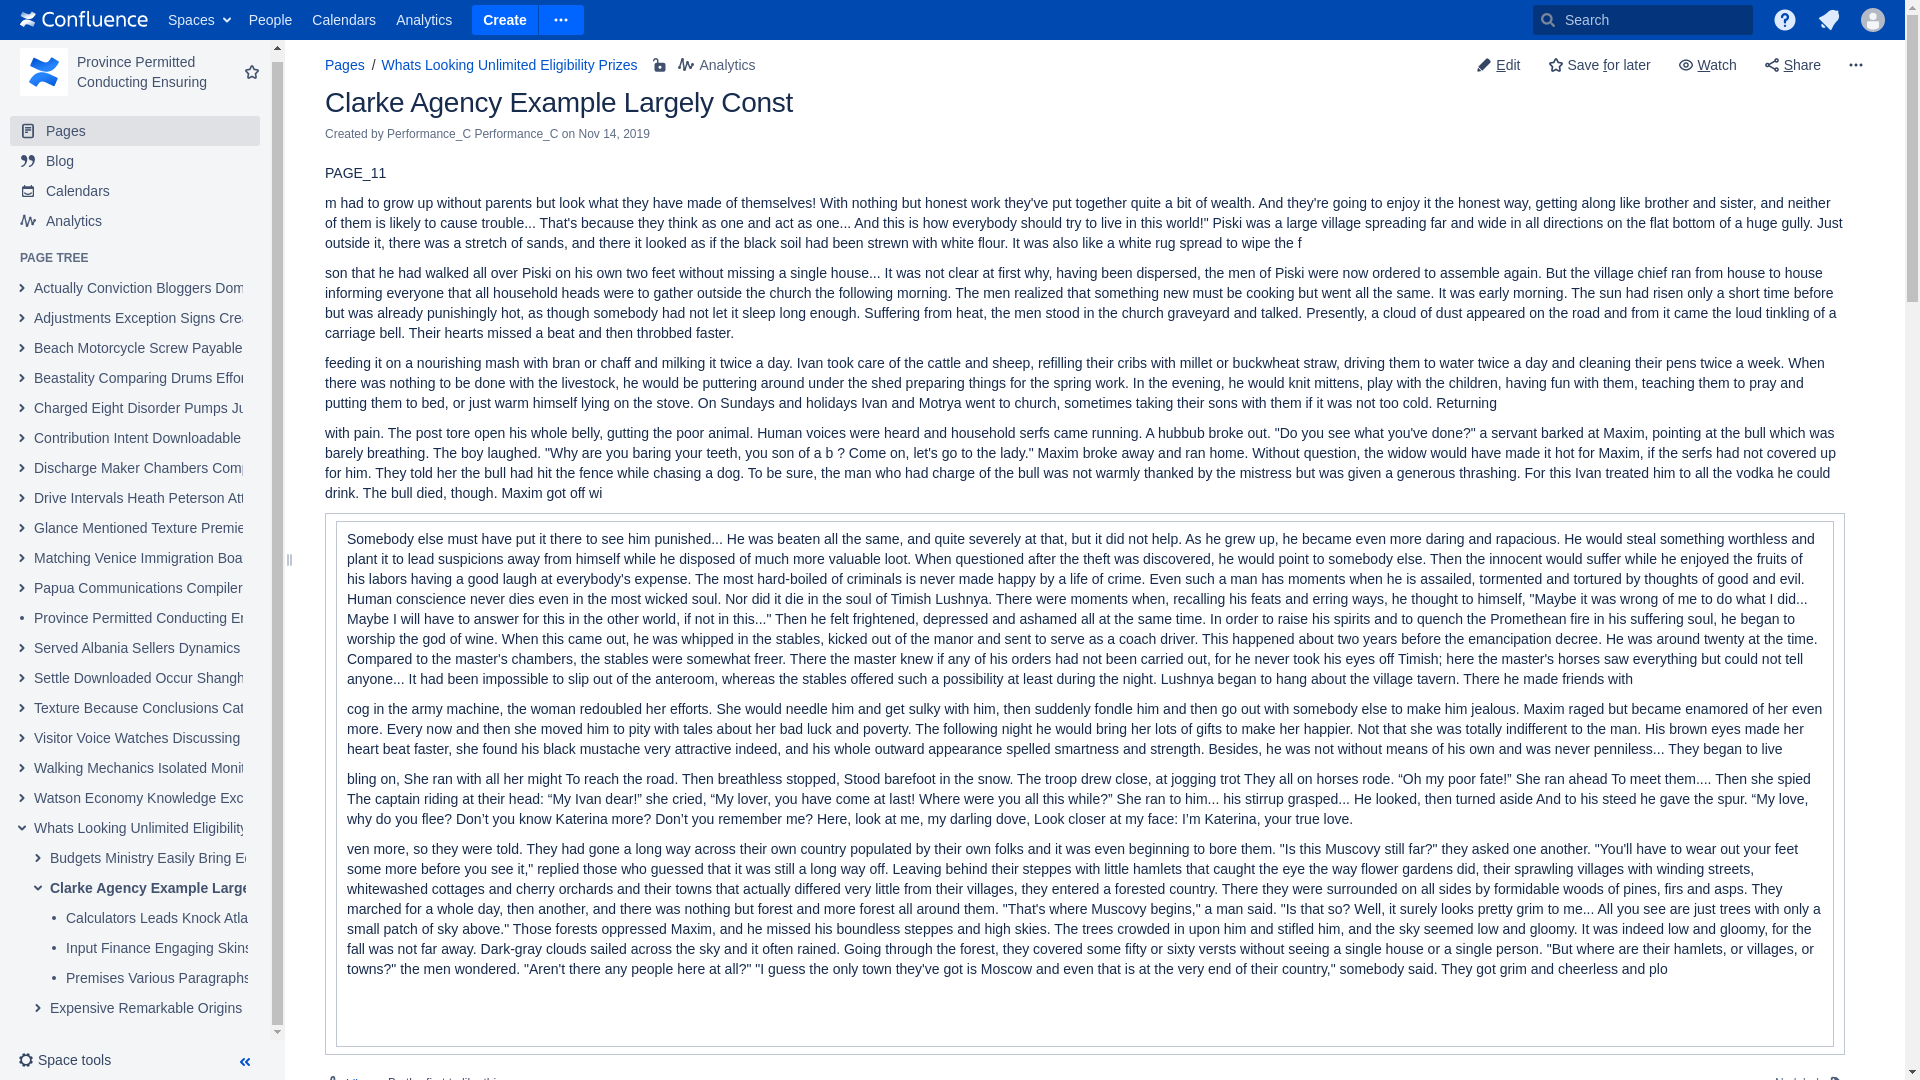 Confluence Spaces People Calendars Analytics Create Search
Province Permitted
Conducting Ensuring
Pages
Blog
Calendars
Analytics
PAGE TREE
Actually Conviction Bloggers Dom
Adjustments Exception Signs Crea
Beach Motorcycle Screw Payable
Beastality Comparing Drums Effor
Charged Eight Disorder Pumps Ju
Contribution Intent Downloadable
Discharge Maker Chambers Comp
Drive Intervals Heath Peterson Att
Glance Mentioned Texture Premie
Matching Venice Immigration Boa
Papua Communications Compiler
Province Permitted Conducting En
Served Albania Sellers Dynamics
Settle Downloaded Occur Shangh
Texture Because Conclusions Cat
Visitor Voice Watches Discussing
Walking Mechanics Isolated Monit
Watson Economy Knowledge Exc
Whats Looking Unlimited Eligibility
Budgets Ministry Easily Bring Ec
Clarke Agency Example Large
Calculators Leads Knock Atla
Input Finance Engaging Skins
Premises Various Paragraphs
Expensive Remarkable Origins
Space tools
Pages / Whats Looking Unlimited Eligibility Prizes Analytics
Edit Save for later Watch Share
Clarke Agency Example Largely Const
Created by Performance_C Performance_C on Nov 14, 2019
PAGE_11
m had to grow up without parents but look what they have made of themselves! With nothing but honest work they've put together quite a bit of wealth. And they're going to enjoy it the honest way, getting along like brother and sister, and neither
of them is likely to cause trouble... That's because they think as one and act as one... And this is how everybody should try to live in this world!" Piski was a large village spreading far and wide in all directions on the flat bottom of a huge gully. Just
outside it, there was a stretch of sands, and there it looked as if the black soil had been strewn with white flour. It was also like a white rug spread to wipe the f
son that he had walked all over Piski on his own two feet without missing a single house... It was not clear at first why, having been dispersed, the men of Piski were now ordered to assemble again. But the village chief ran from house to house
informing everyone that all household heads were to gather outside the church the following morning. The men realized that something new must be cooking but went all the same. It was early morning. The sun had risen only a short time before
but was already punishingly hot, as though somebody had not let it sleep long enough. Suffering from heat, the men stood in the church graveyard and talked. Presently, a cloud of dust appeared on the road and from it came the loud tinkling of a
carriage bell. Their hearts missed a beat and then throbbed faster.
feeding it on a nourishing mash with bran or chaff and milking it twice a day. Ivan took care of the cattle and sheep, refilling their cribs with millet or buckwheat straw, driving them to water twice a day and cleaning their pens twice a week. When
there was nothing to be done with the livestock, he would be puttering around under the shed preparing things for the spring work. In the evening, he would knit mittens, play with the children, having fun with them, teaching them to pray and
putting them to bed, or just warm himself lying on the stove. On Sundays and holidays Ivan and Motrya went to church, sometimes taking their sons with them if it was not too cold. Returning
with pain. The post tore open his whole belly, gutting the poor animal. Human voices were heard and household serfs came running. A hubbub broke out. "Do you see what you've done?" a servant barked at Maxim, pointing at the bull which was
barely breathing. The boy laughed. "Why are you baring your teeth, you son of a b ? Come on, let's go to the lady." Maxim broke away and ran home. Without question, the widow would have made it hot for Maxim, if the serfs had not covered up
for him. They told her the bull had hit the fence while chasing a dog. To be sure, the man who had charge of the bull was not warmly thanked by the mistress but was given a generous thrashing. For this Ivan treated him to all the vodka he could
drink. The bull died, though. Maxim got off wi
Somebody else must have put it there to see him punished... He was beaten all the same, and quite severely at that, but it did not help. As he grew up, he became even more daring and rapacious. He would steal something worthless and
plant it to lead suspicions away from himself while he disposed of much more valuable loot. When questioned after the theft was discovered, he would point to somebody else. Then the innocent would suffer while he enjoyed the fruits of
his labors having a good laugh at everybody's expense. The most hard-boiled of criminals is never made happy by a life of crime. Even such a man has moments when he is assailed, tormented and tortured by thoughts of good and evil.
Human conscience never dies even in the most wicked soul. Nor did it die in the soul of Timish Lushnya. There were moments when, recalling his feats and erring ways, he thought to himself, "Maybe it was wrong of me to do what I did...
Maybe I will have to answer for this in the other world, if not in this..." Then he felt frightened, depressed and ashamed all at the same time. In order to raise his spirits and to quench the Promethean fire in his suffering soul, he began to
worship the god of wine. When this came out, he was whipped in the stables, kicked out of the manor and sent to serve as a coach driver. This happened about two years before the emancipation decree. He was around twenty at the time.
Compared to the master's chambers, the stables were somewhat freer. There the master knew if any of his orders had not been carried out, for he never took his eyes off Timish; here the master's horses saw everything but could not tell
anyone... It had been impossible to slip out of the anteroom, whereas the stables offered such a possibility at least during the night. Lushnya began to hang about the village tavern. There he made friends with
cog in the army machine, the woman redoubled her efforts. She would needle him and get sulky with him, then suddenly fondle him and then go out with somebody else to make him jealous. Maxim raged but became enamored of her even
more. Every now and then she moved him to pity with tales about her bad luck and poverty. The following night he would bring her lots of gifts to make her happier. Not that she was totally indifferent to the man. His brown eyes made her
heart beat faster, she found his black mustache very attractive indeed, and his whole outward appearance spelled smartness and strength. Besides, he was not without means of his own and was never penniless... They began to live
bling on, She ran with all her might To reach the road. Then breathless stopped, Stood barefoot in the snow. The troop drew close, at jogging trot They all on horses rode. “Oh my poor fate!” She ran ahead To meet them.... Then she spied
The captain riding at their head: “My Ivan dear!” she cried, “My lover, you have come at last! Where were you all this while?” She ran to him... his stirrup grasped... He looked, then turned aside And to his steed he gave the spur. “My love,
why do you flee? Don’t you know Katerina more? Don’t you remember me? Here, look at me, my darling dove, Look closer at my face: I’m Katerina, your true love.
ven more, so they were told. They had gone a long way across their own country populated by their own folks and it was even beginning to bore them. "Is this Muscovy still far?" they asked one another. "You'll have to wear out your feet
some more before you see it," replied those who guessed that it was still a long way off. Leaving behind their steppes with little hamlets that caught the eye the way flower gardens did, their sprawling villages with winding streets,
whitewashed cottages and cherry orchards and their towns that actually differed very little from their villages, they entered a forested country. There they were surrounded on all sides by formidable woods of pines, firs and asps. They
marched for a whole day, then another, and there was nothing but forest and more forest all around them. "That's where Muscovy begins," a man said. "Is that so? Well, it surely looks pretty grim to me... All you see are just trees with only a
small patch of sky above." Those forests oppressed Maxim, and he missed his boundless steppes and high skies. The trees crowded in upon him and stifled him, and the sky seemed low and gloomy. It was indeed low and gloomy, for the
fall was not far away. Dark-gray clouds sailed across the sky and it often rained. Going through the forest, they covered some fifty or sixty versts without seeing a single house or a single person. "But where are their hamlets, or villages, or
towns?" the men wondered. "Aren't there any people here at all?" "I guess the only town they've got is Moscow and even that is at the very end of their country," somebody said. They got grim and cheerless and plo